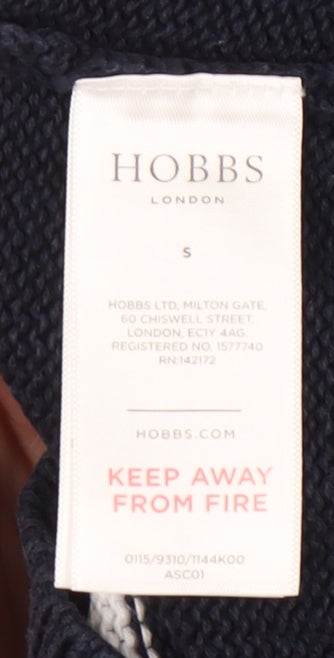 HOBBS
LONDON
S
HOBBS LTD, MILTON GATE,
60 CHISWELL STREET,
LONDON, EC1Y 4AG.
REGISTERED NO. 1577740
RN:142172
HOBBS.COM
KEEP AWAY
FROM FIRE
0115/9310/1144K00
ASC01